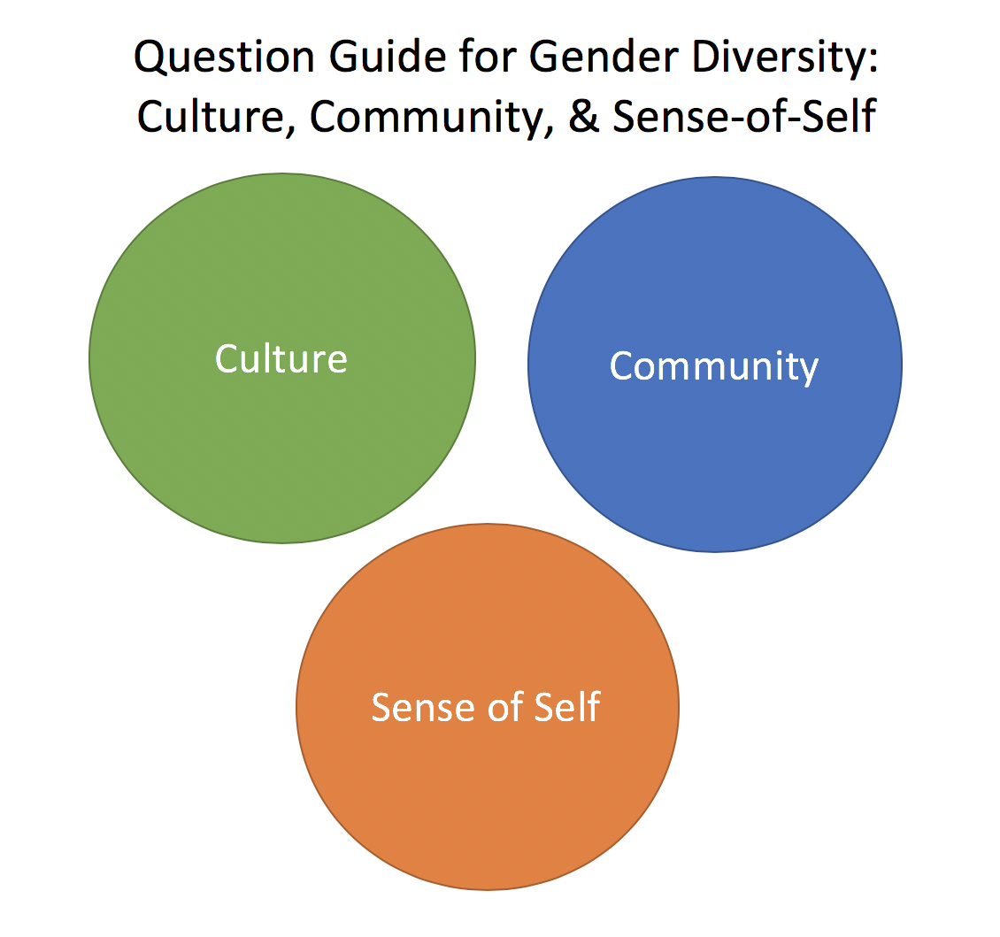 Question Guide for Gender Diversity:
Culture, Community, & Sense-of-Self
Culture
Community
Sense of Self